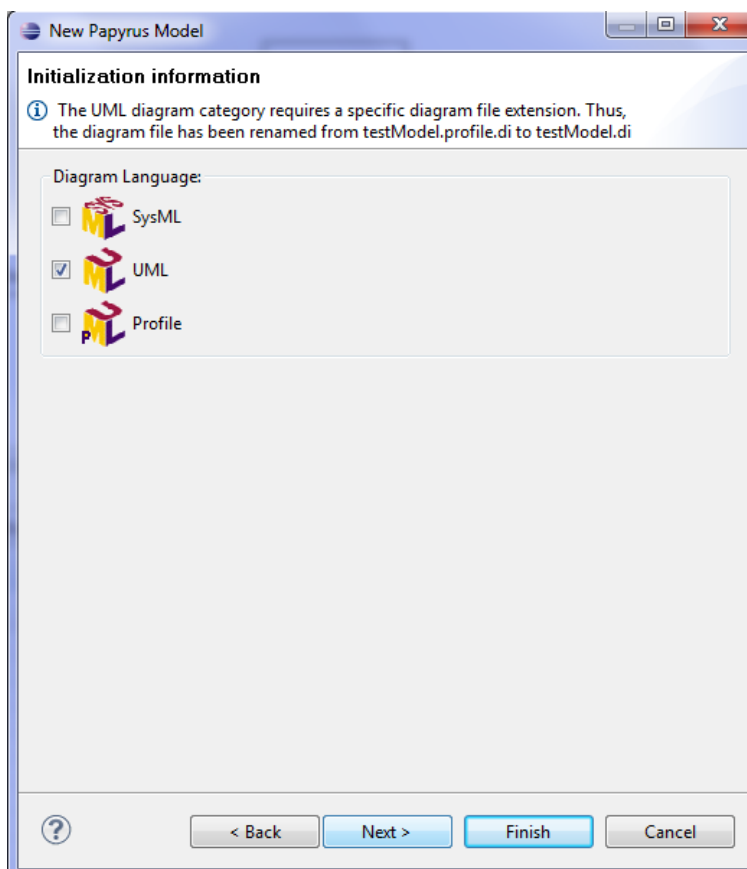 New Papyrus Model
Initialization information
The UML diagram category requires a specific diagram file extension. Thus,
the diagram file has been renamed from testModel.profile.di to testModel.di
Diagram Language:
SysML
UML
Profile
< Back Next > Finish Cancel